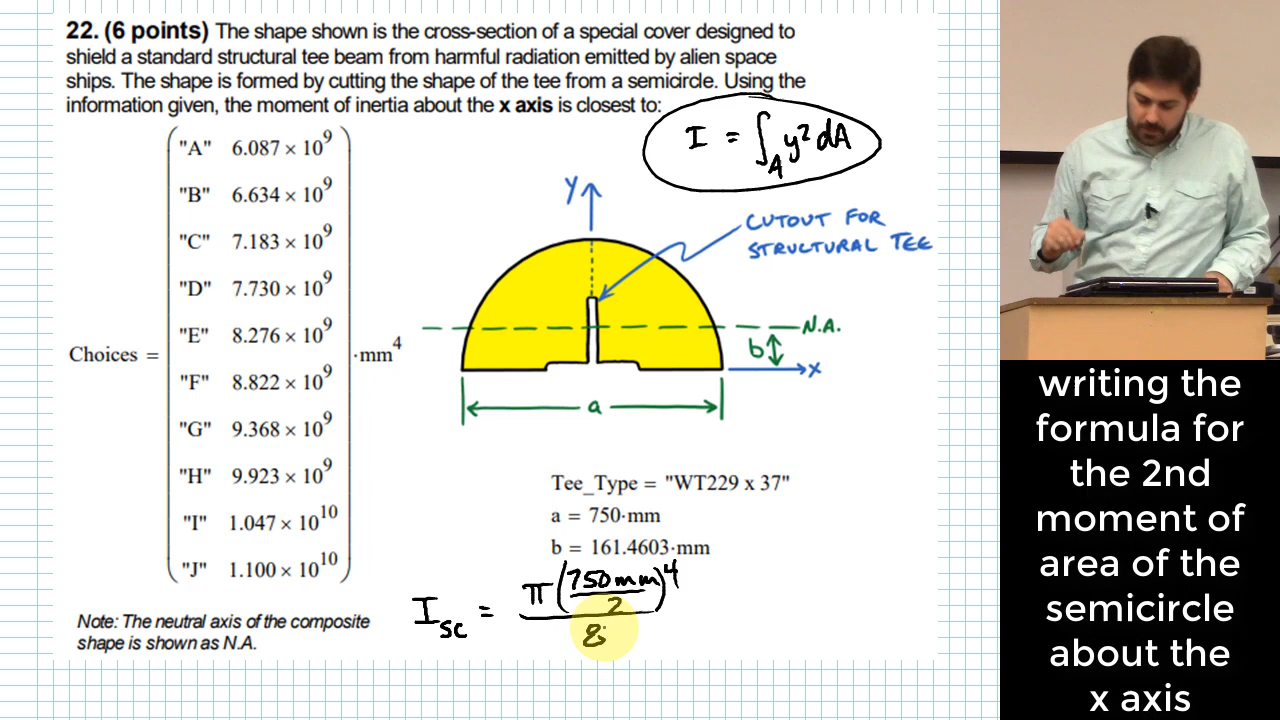 22. (6 points) The shape shown is the cross-section of a special cover designed to
shield a standard structural tee beam from harmful radiation emitted by alien space
ships. The shape is formed by cutting the shape of the tee from a semicircle. Using the
information given, the moment of inertia about the x axis is closest to:
I = ∫_A y² dA
Choices =
"A" 6.087 × 10^9
"B" 6.634 × 10^9
"C" 7.183 × 10^9
"D" 7.730 × 10^9
"E" 8.276 × 10^9
"F" 8.822 × 10^9
"G" 9.368 × 10^9
"H" 9.923 × 10^9
"I" 1.047 × 10^10
"J" 1.100 × 10^10
·mm^4
Y
CUTOUT FOR
STRUCTURAL TEE
N.A.
b
x
a
Tee_Type = "WT229 x 37"
a = 750·mm
b = 161.4603·mm
I_SC = π(750mm/2)^4 / 8
Note: The neutral axis of the composite
shape is shown as N.A.
writing the
formula for
the 2nd
moment of
area of the
semicircle
about the
x axis